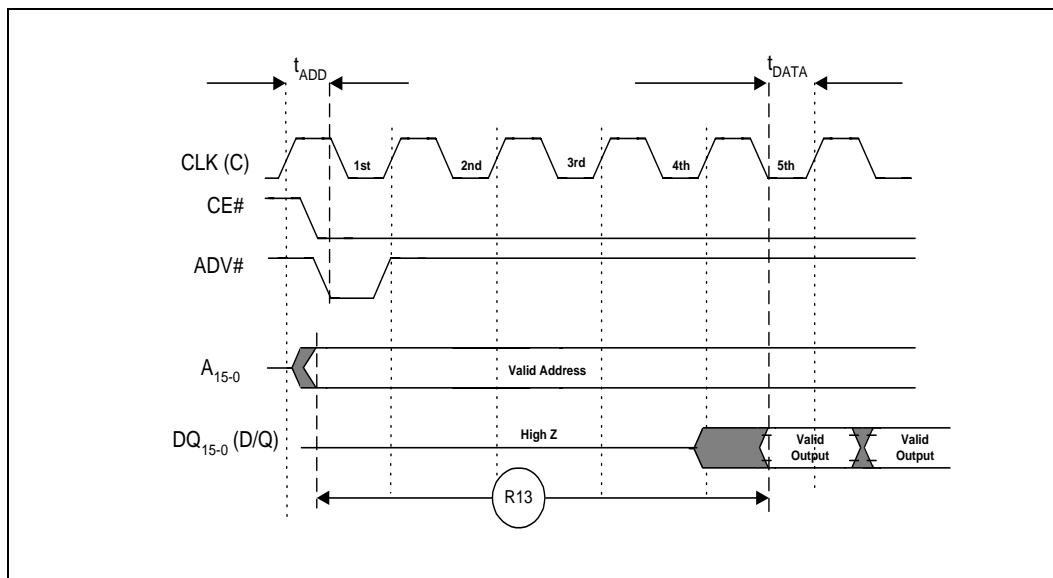 tADD
tDATA
CLK (C)
1st 2nd 3rd 4th 5th
CE#
ADV#
A15-0
Valid Address
DQ15-0 (D/Q)
High Z
Valid Output
Valid Output
R13